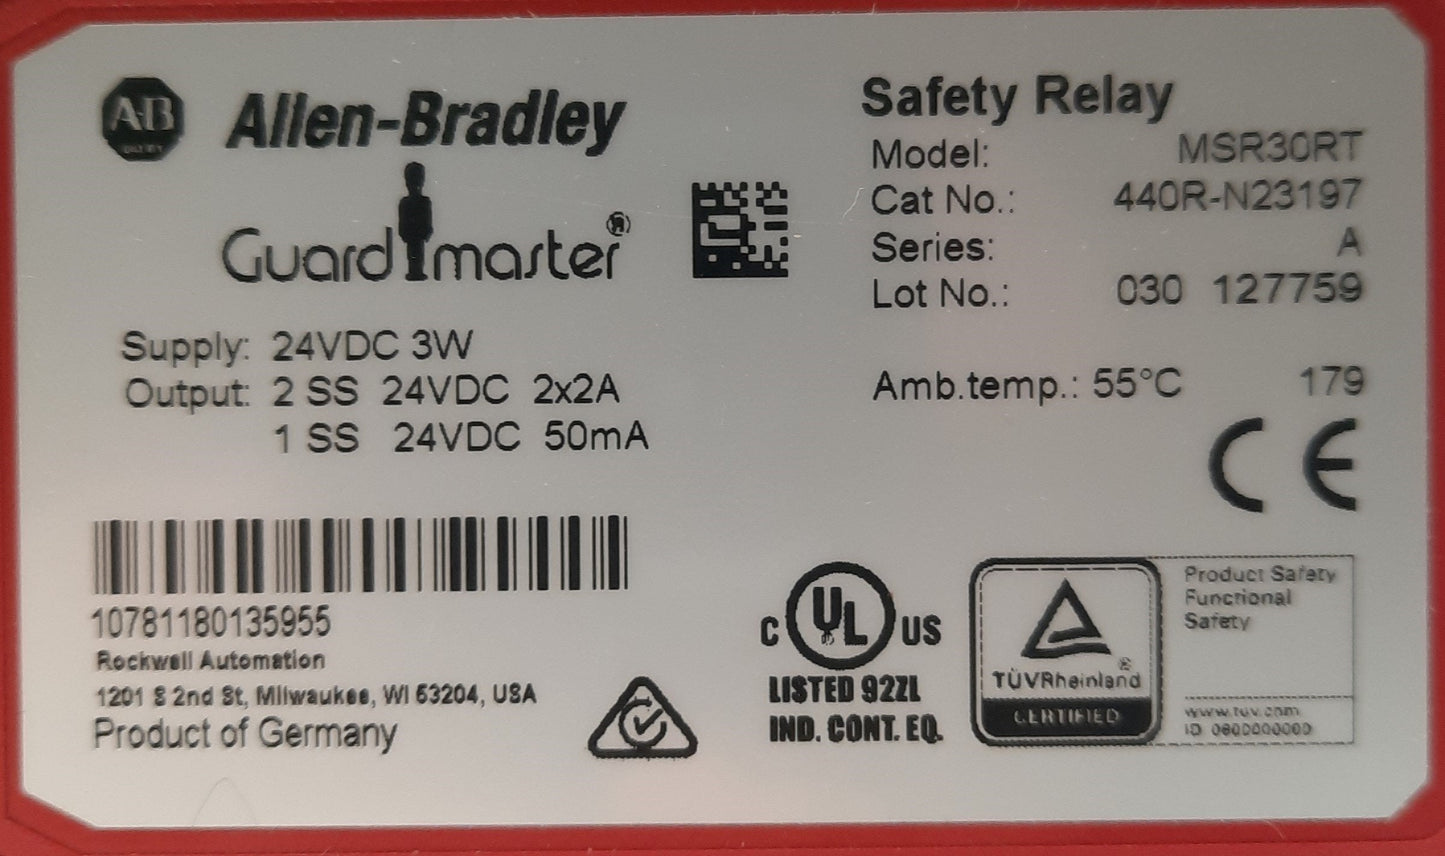 AB
QUALITY
Allen-Bradley
Guardmaster®
Supply: 24VDC 3W
Output: 2 SS 24VDC 2x2A
1 SS 24VDC 50mA
10781180135955
Rockwell Automation
1201 S 2nd St, Milwaukee, WI 53204, USA
Product of Germany
Safety Relay
Model: MSR30RT
Cat No.: 440R-N23197
Series: A
Lot No.: 030 127759
Amb.temp.: 55°C 179
CE
C UL US
LISTED 92ZL
IND. CONT. EQ.
TÜVRheinland®
CERTIFIED
Product Safety
Functional
Safety
www.tuv.com
ID 0600000000